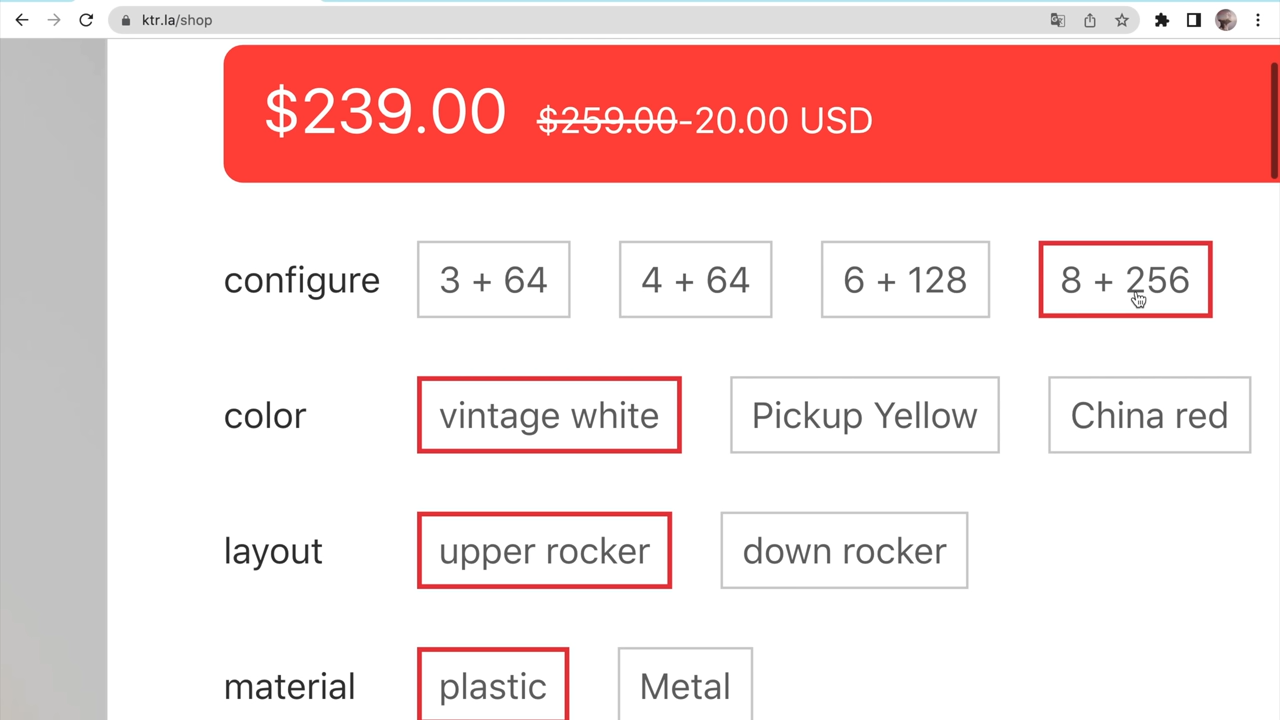 ktr.la/shop
$239.00 $259.00-20.00 USD
configure 3 + 64 4 + 64 6 + 128 8 + 256
color vintage white Pickup Yellow China red
layout upper rocker down rocker
material plastic Metal